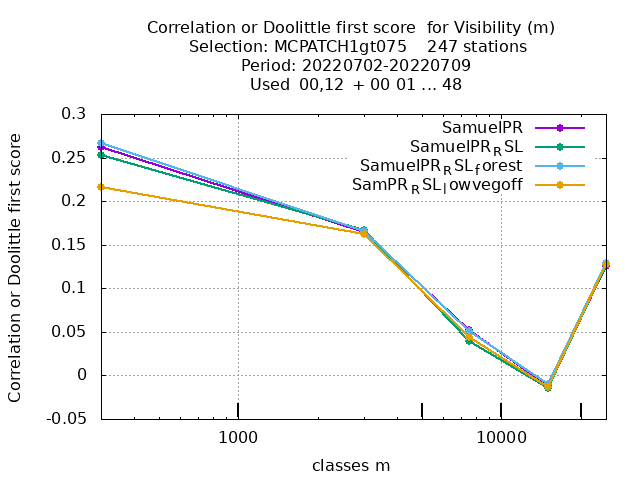 Correlation or Doolittle first score  for Visibility (m)
Selection: MCPATCH1gt075    247 stations
Period: 20220702-20220709
Used  00,12  + 00 01 ... 48
Correlation or Doolittle first score
0.3
0.25
0.2
0.15
0.1
0.05
0
-0.05
SamuelPR
SamuelPR_RSL
SamuelPR_RSL_forest
SamPR_RSL_lowvegoff
1000
10000
classes m